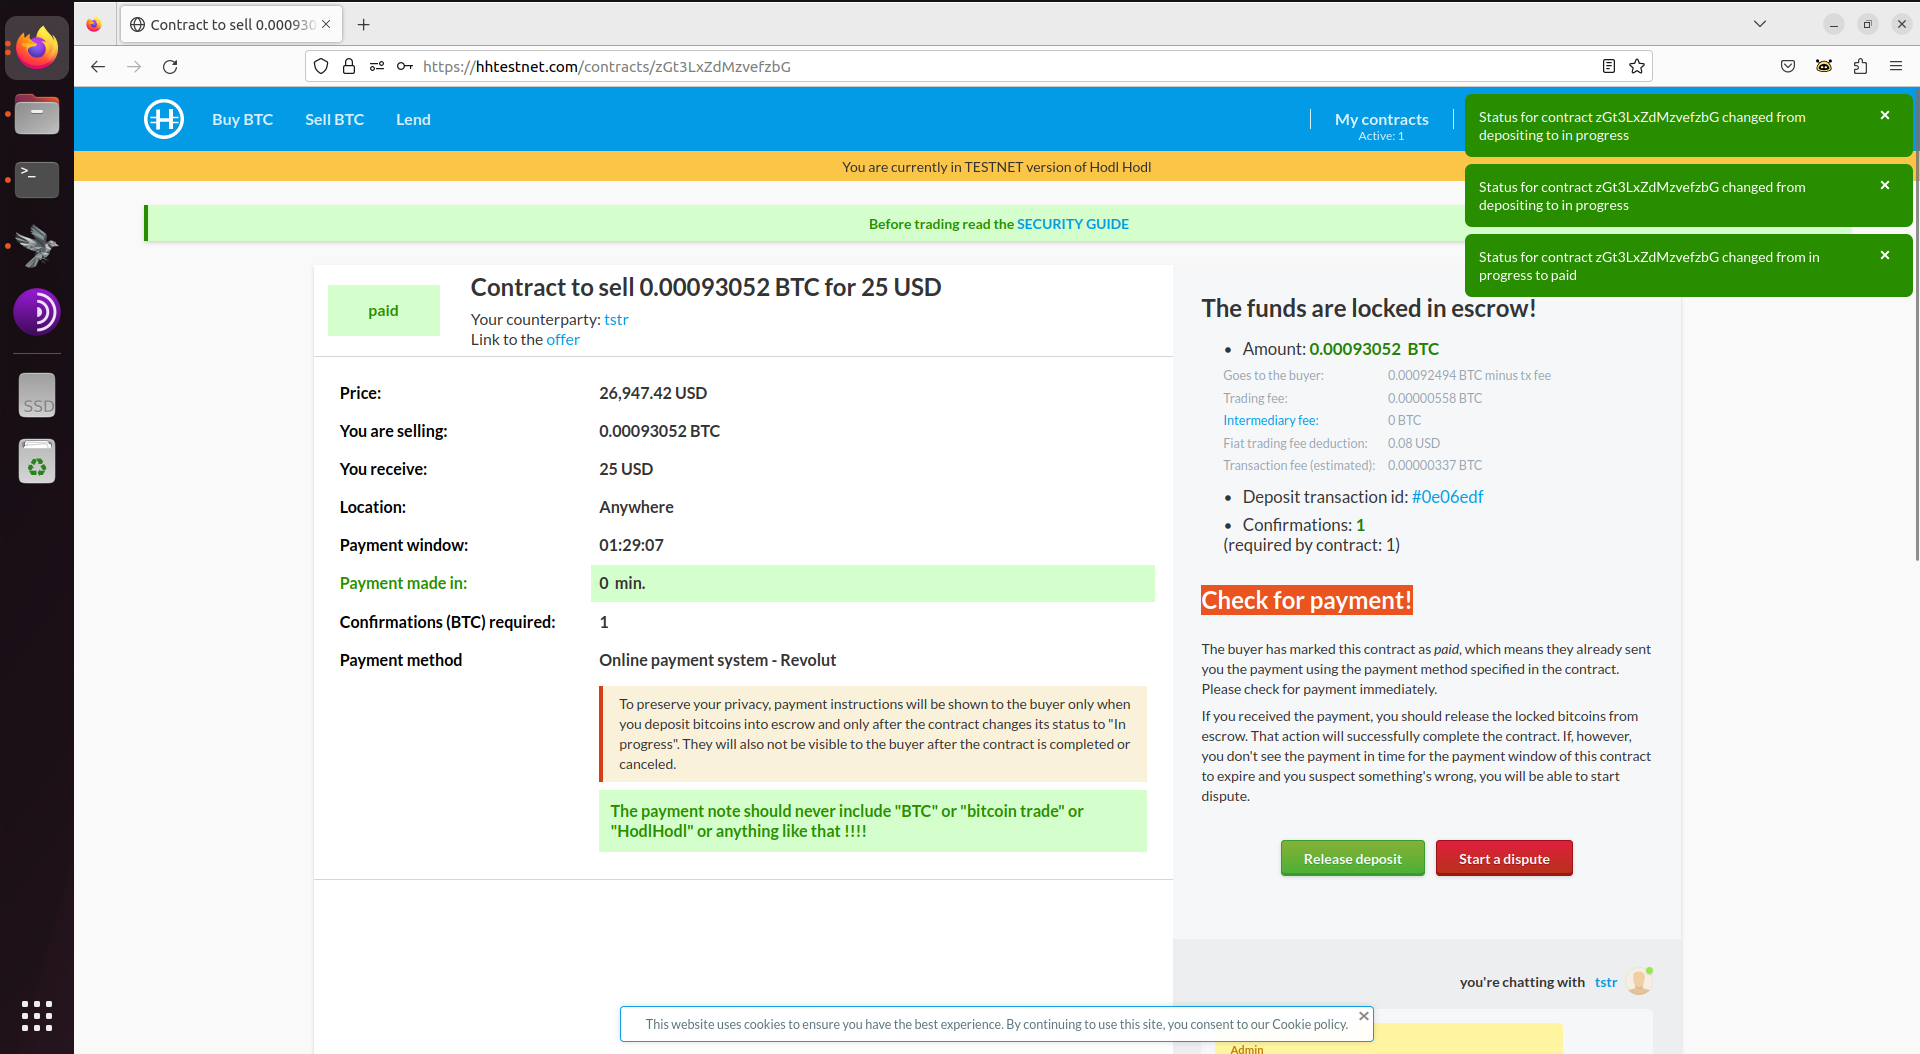 Contract to sell 0.00093
https://hhtestnet.com/contracts/zGt3LxZdMzvefzbG
Buy BTC
Sell BTC
Lend
My contracts
Active: 1
Status for contract zGt3LxZdMzvefzbG changed from
depositing to in progress
Status for contract zGt3LxZdMzvefzbG changed from
depositing to in progress
Status for contract zGt3LxZdMzvefzbG changed from in
progress to paid
You are currently in TESTNET version of Hodl Hodl
Before trading read the SECURITY GUIDE
paid
Contract to sell 0.00093052 BTC for 25 USD
Your counterparty: tstr
Link to the offer
Price: 26,947.42 USD
You are selling: 0.00093052 BTC
You receive: 25 USD
Location: Anywhere
Payment window: 01:29:07
Payment made in: 0 min.
Confirmations (BTC) required: 1
Payment method Online payment system - Revolut
To preserve your privacy, payment instructions will be shown to the buyer only when
you deposit bitcoins into escrow and only after the contract changes its status to "In
progress". They will also not be visible to the buyer after the contract is completed or
canceled.
The payment note should never include "BTC" or "bitcoin trade" or
"HodlHodl" or anything like that !!!!
The funds are locked in escrow!
Amount: 0.00093052 BTC
Goes to the buyer: 0.00092494 BTC minus tx fee
Trading fee: 0.00000558 BTC
Intermediary fee: 0 BTC
Fiat trading fee deduction: 0.08 USD
Transaction fee (estimated): 0.00000337 BTC
Deposit transaction id: #0e06edf
Confirmations: 1
(required by contract: 1)
Check for payment!
The buyer has marked this contract as paid, which means they already sent
you the payment using the payment method specified in the contract.
Please check for payment immediately.
If you received the payment, you should release the locked bitcoins from
escrow. That action will successfully complete the contract. If, however,
you don't see the payment in time for the payment window of this contract
to expire and you suspect something's wrong, you will be able to start
dispute.
Release deposit
Start a dispute
you're chatting with tstr
Admin
This website uses cookies to ensure you have the best experience. By continuing to use this site, you consent to our Cookie policy.
SSD